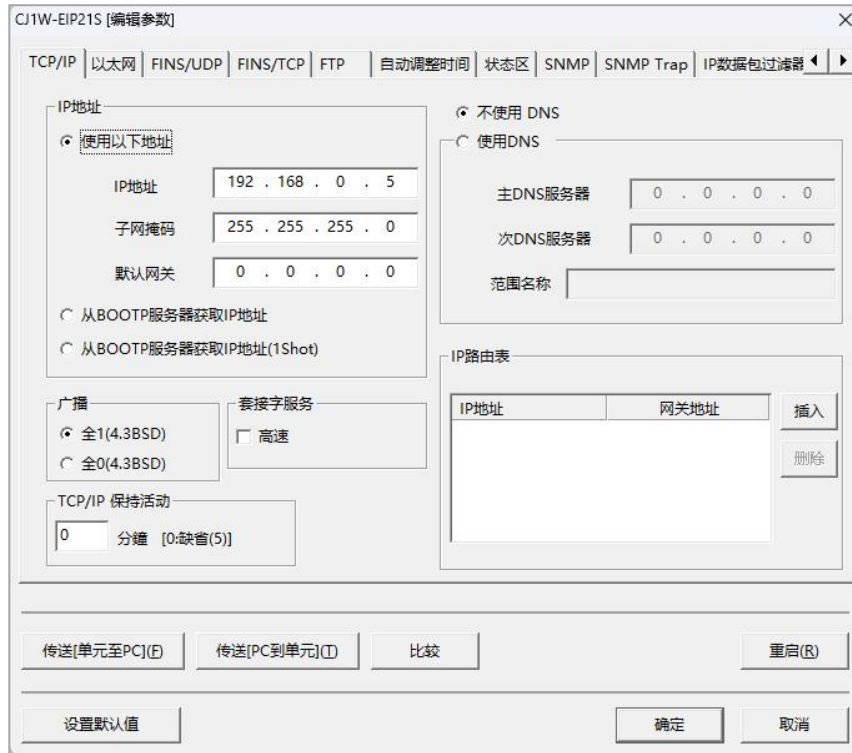 CJ1W-EIP21S [编辑参数]
TCP/IP 以太网 FINS/UDP FINS/TCP FTP 自动调整时间 状态区 SNMP SNMP Trap IP数据包过滤器
IP地址
使用以下地址
IP地址 192 . 168 . 0 . 5
子网掩码 255 . 255 . 255 . 0
默认网关 0 . 0 . 0 . 0
从BOOTP服务器获取IP地址
从BOOTP服务器获取IP地址(1Shot)
不使用 DNS
使用DNS
主DNS服务器 0 . 0 . 0 . 0
次DNS服务器 0 . 0 . 0 . 0
范围名称
广播
全1(4.3BSD)
全0(4.3BSD)
套接字服务
高速
TCP/IP 保持活动
0 分鐘 [0:缺省(5)]
IP路由表
IP地址 网关地址
插入
删除
传送[单元至PC](F) 传送[PC到单元](T) 比较 重启(R)
设置默认值 确定 取消